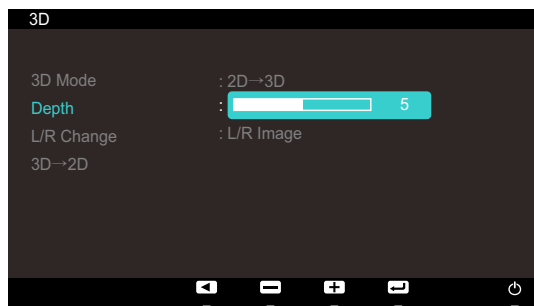 3D
3D Mode : 2D→3D
Depth : 5
L/R Change : L/R Image
3D→2D